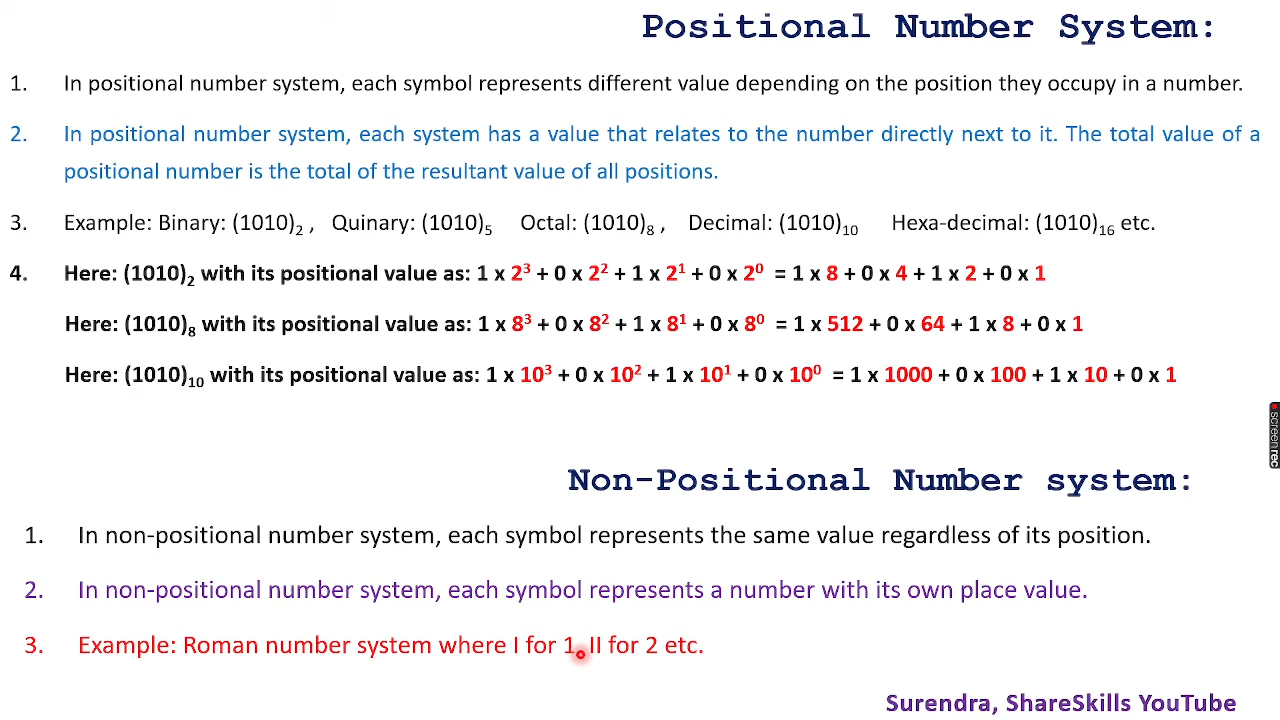 Positional Number System:
1. In positional number system, each symbol represents different value depending on the position they occupy in a number.
2. In positional number system, each system has a value that relates to the number directly next to it. The total value of a
positional number is the total of the resultant value of all positions.
3. Example: Binary: (1010)₂ , Quinary: (1010)₅ Octal: (1010)₈ , Decimal: (1010)₁₀ Hexa-decimal: (1010)₁₆ etc.
4. Here: (1010)₂ with its positional value as: 1 x 2³ + 0 x 2² + 1 x 2¹ + 0 x 2⁰ = 1 x 8 + 0 x 4 + 1 x 2 + 0 x 1
Here: (1010)₈ with its positional value as: 1 x 8³ + 0 x 8² + 1 x 8¹ + 0 x 8⁰ = 1 x 512 + 0 x 64 + 1 x 8 + 0 x 1
Here: (1010)₁₀ with its positional value as: 1 x 10³ + 0 x 10² + 1 x 10¹ + 0 x 10⁰ = 1 x 1000 + 0 x 100 + 1 x 10 + 0 x 1
screenrec
Non-Positional Number system:
1. In non-positional number system, each symbol represents the same value regardless of its position.
2. In non-positional number system, each symbol represents a number with its own place value.
3. Example: Roman number system where I for 1, II for 2 etc.
Surendra, ShareSkills YouTube